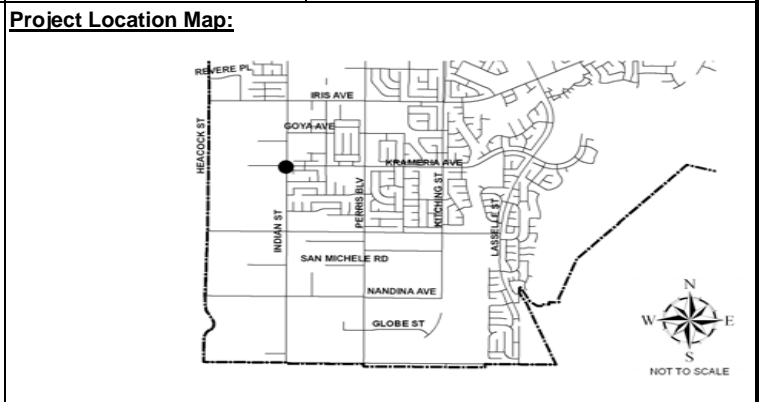 Project Location Map:
REVERE PL
IRIS AVE
GOYA AVE
HEACOCK ST
KRAMERIA AVE
INDIAN ST
PERRIS BLV
KITCHING ST
LASSELLE ST
SAN MICHELE RD
NANDINA AVE
GLOBE ST
N
W E
S
NOT TO SCALE